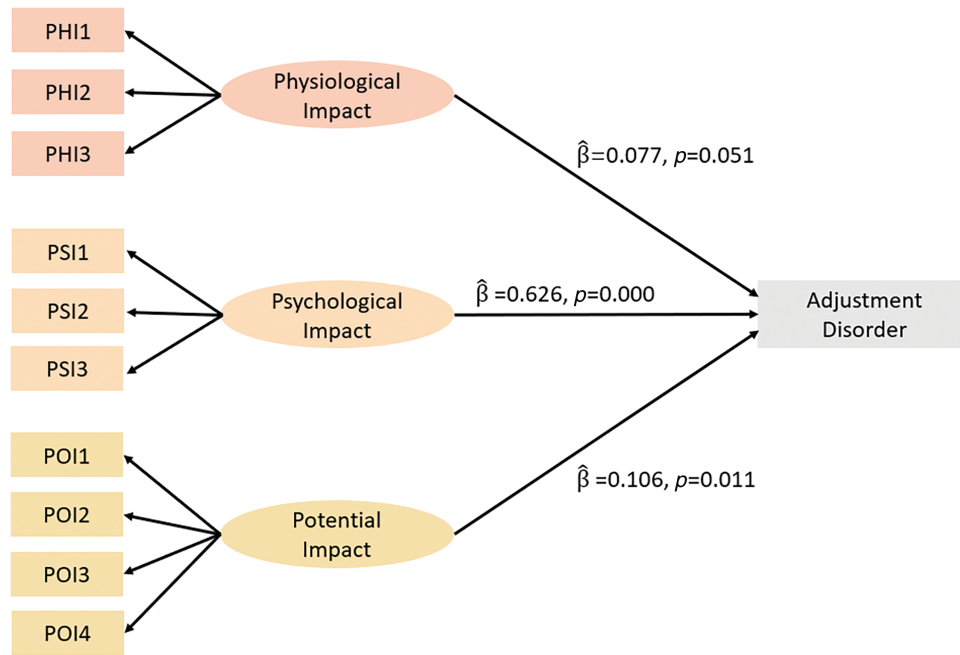 PHI1
PHI2
PHI3
Physiological
Impact
β̂=0.077, p=0.051
PSI1
PSI2
PSI3
Psychological
Impact
β̂ =0.626, p=0.000
Adjustment
Disorder
POI1
POI2
POI3
POI4
Potential
Impact
β̂ =0.106, p=0.011